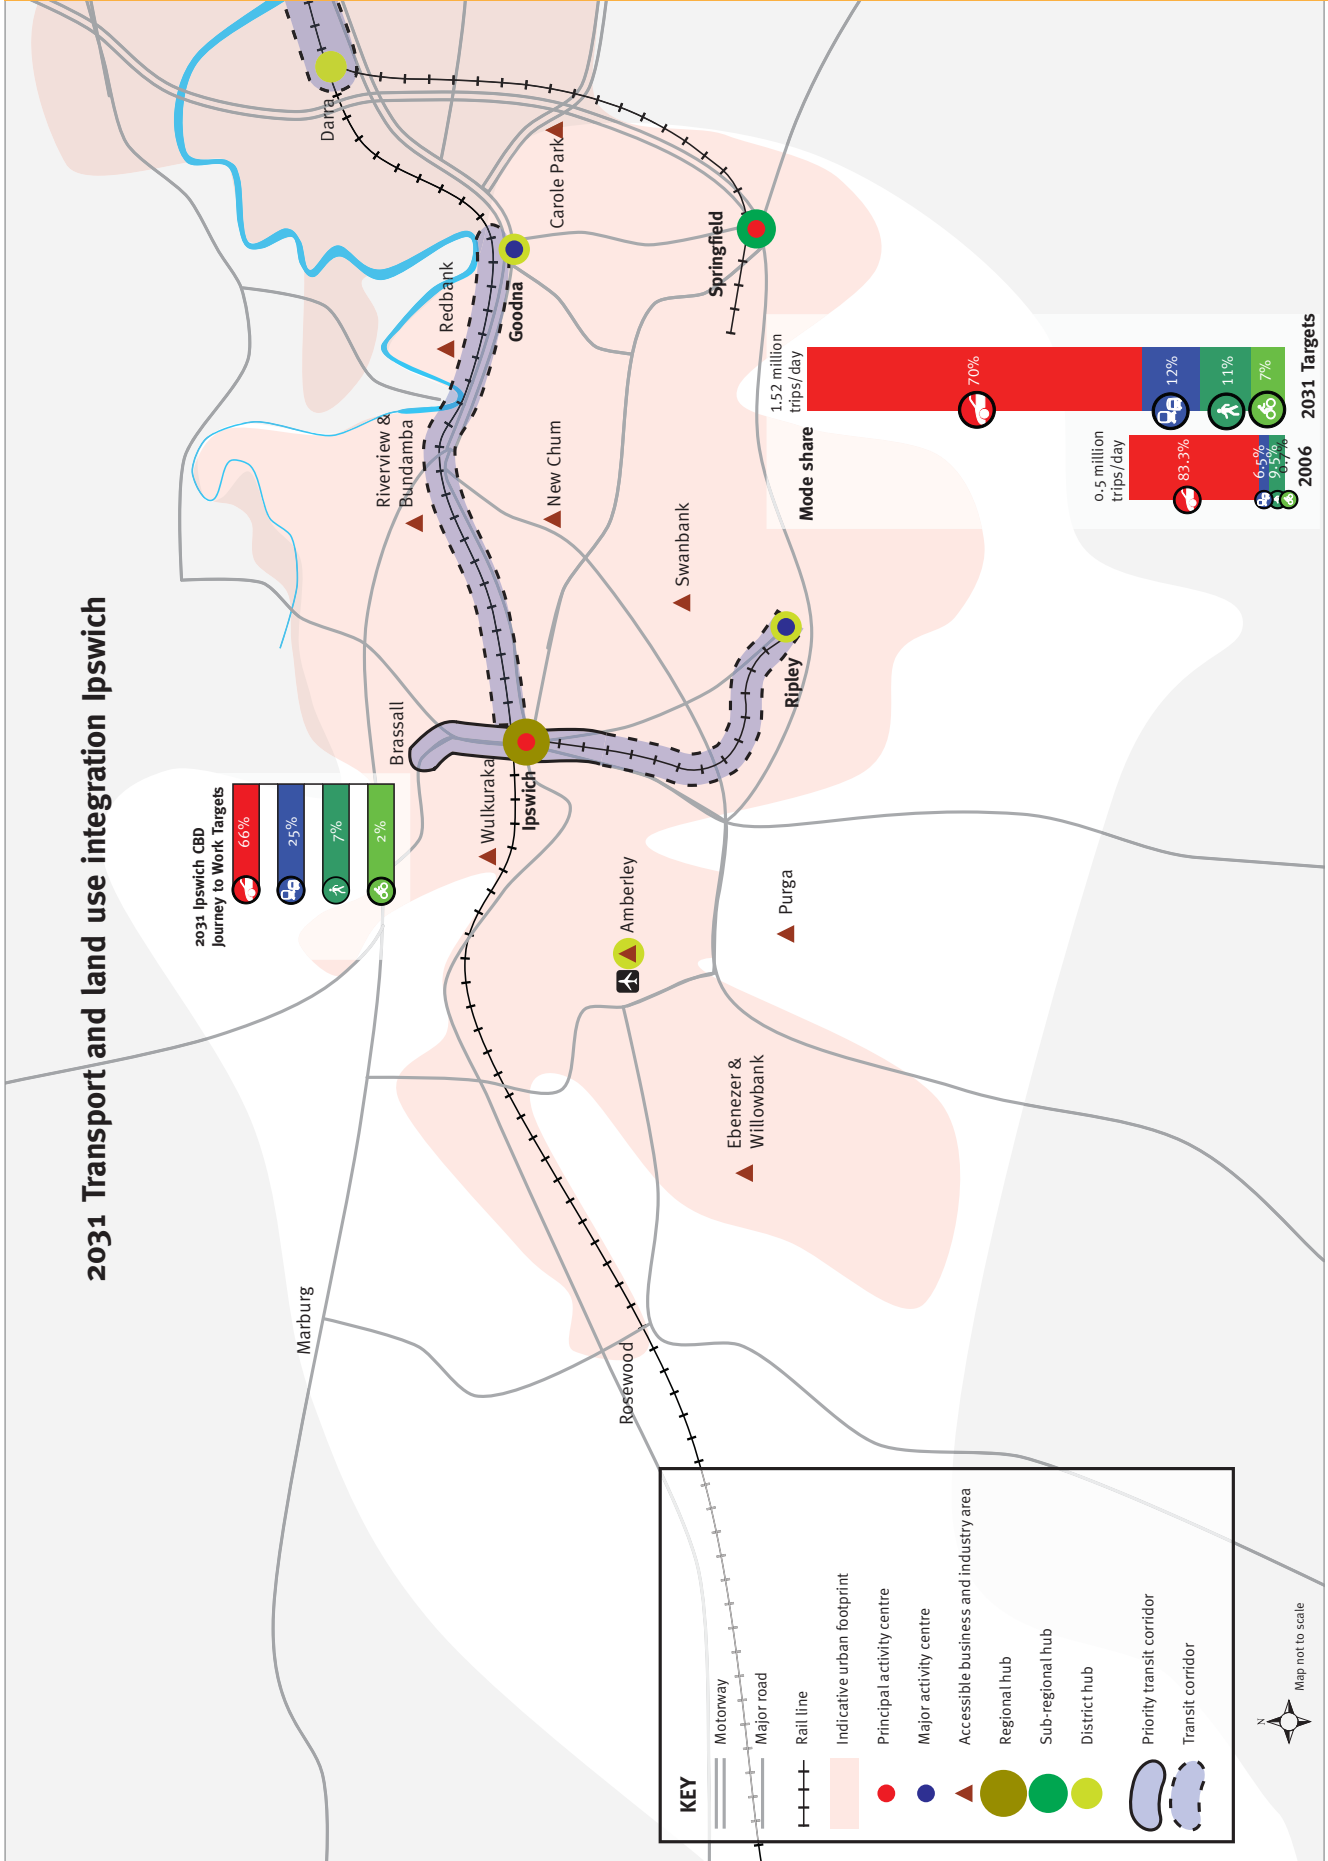 2031 Transport and land use integration Ipswich
2031 Ipswich CBD
Journey to Work Targets
66%
25%
7%
2%
Marburg
Rosewood
Brassall
Wulkuraka
Ipswich
Amberley
Purga
Ebenezer &
Willowbank
Riverview &
Bundamba
Redbank
Goodna
Darra
Carole Park
New Chum
Swanbank
Springfield
Ripley
Mode share
0.5 million
trips/day
83.3%
6.5%
9.5%
0.7%
2006
1.52 million
trips/day
70%
12%
11%
7%
2031 Targets
KEY
Motorway
Major road
Rail line
Indicative urban footprint
Principal activity centre
Major activity centre
Accessible business and industry area
Regional hub
Sub-regional hub
District hub
Priority transit corridor
Transit corridor
N
Map not to scale